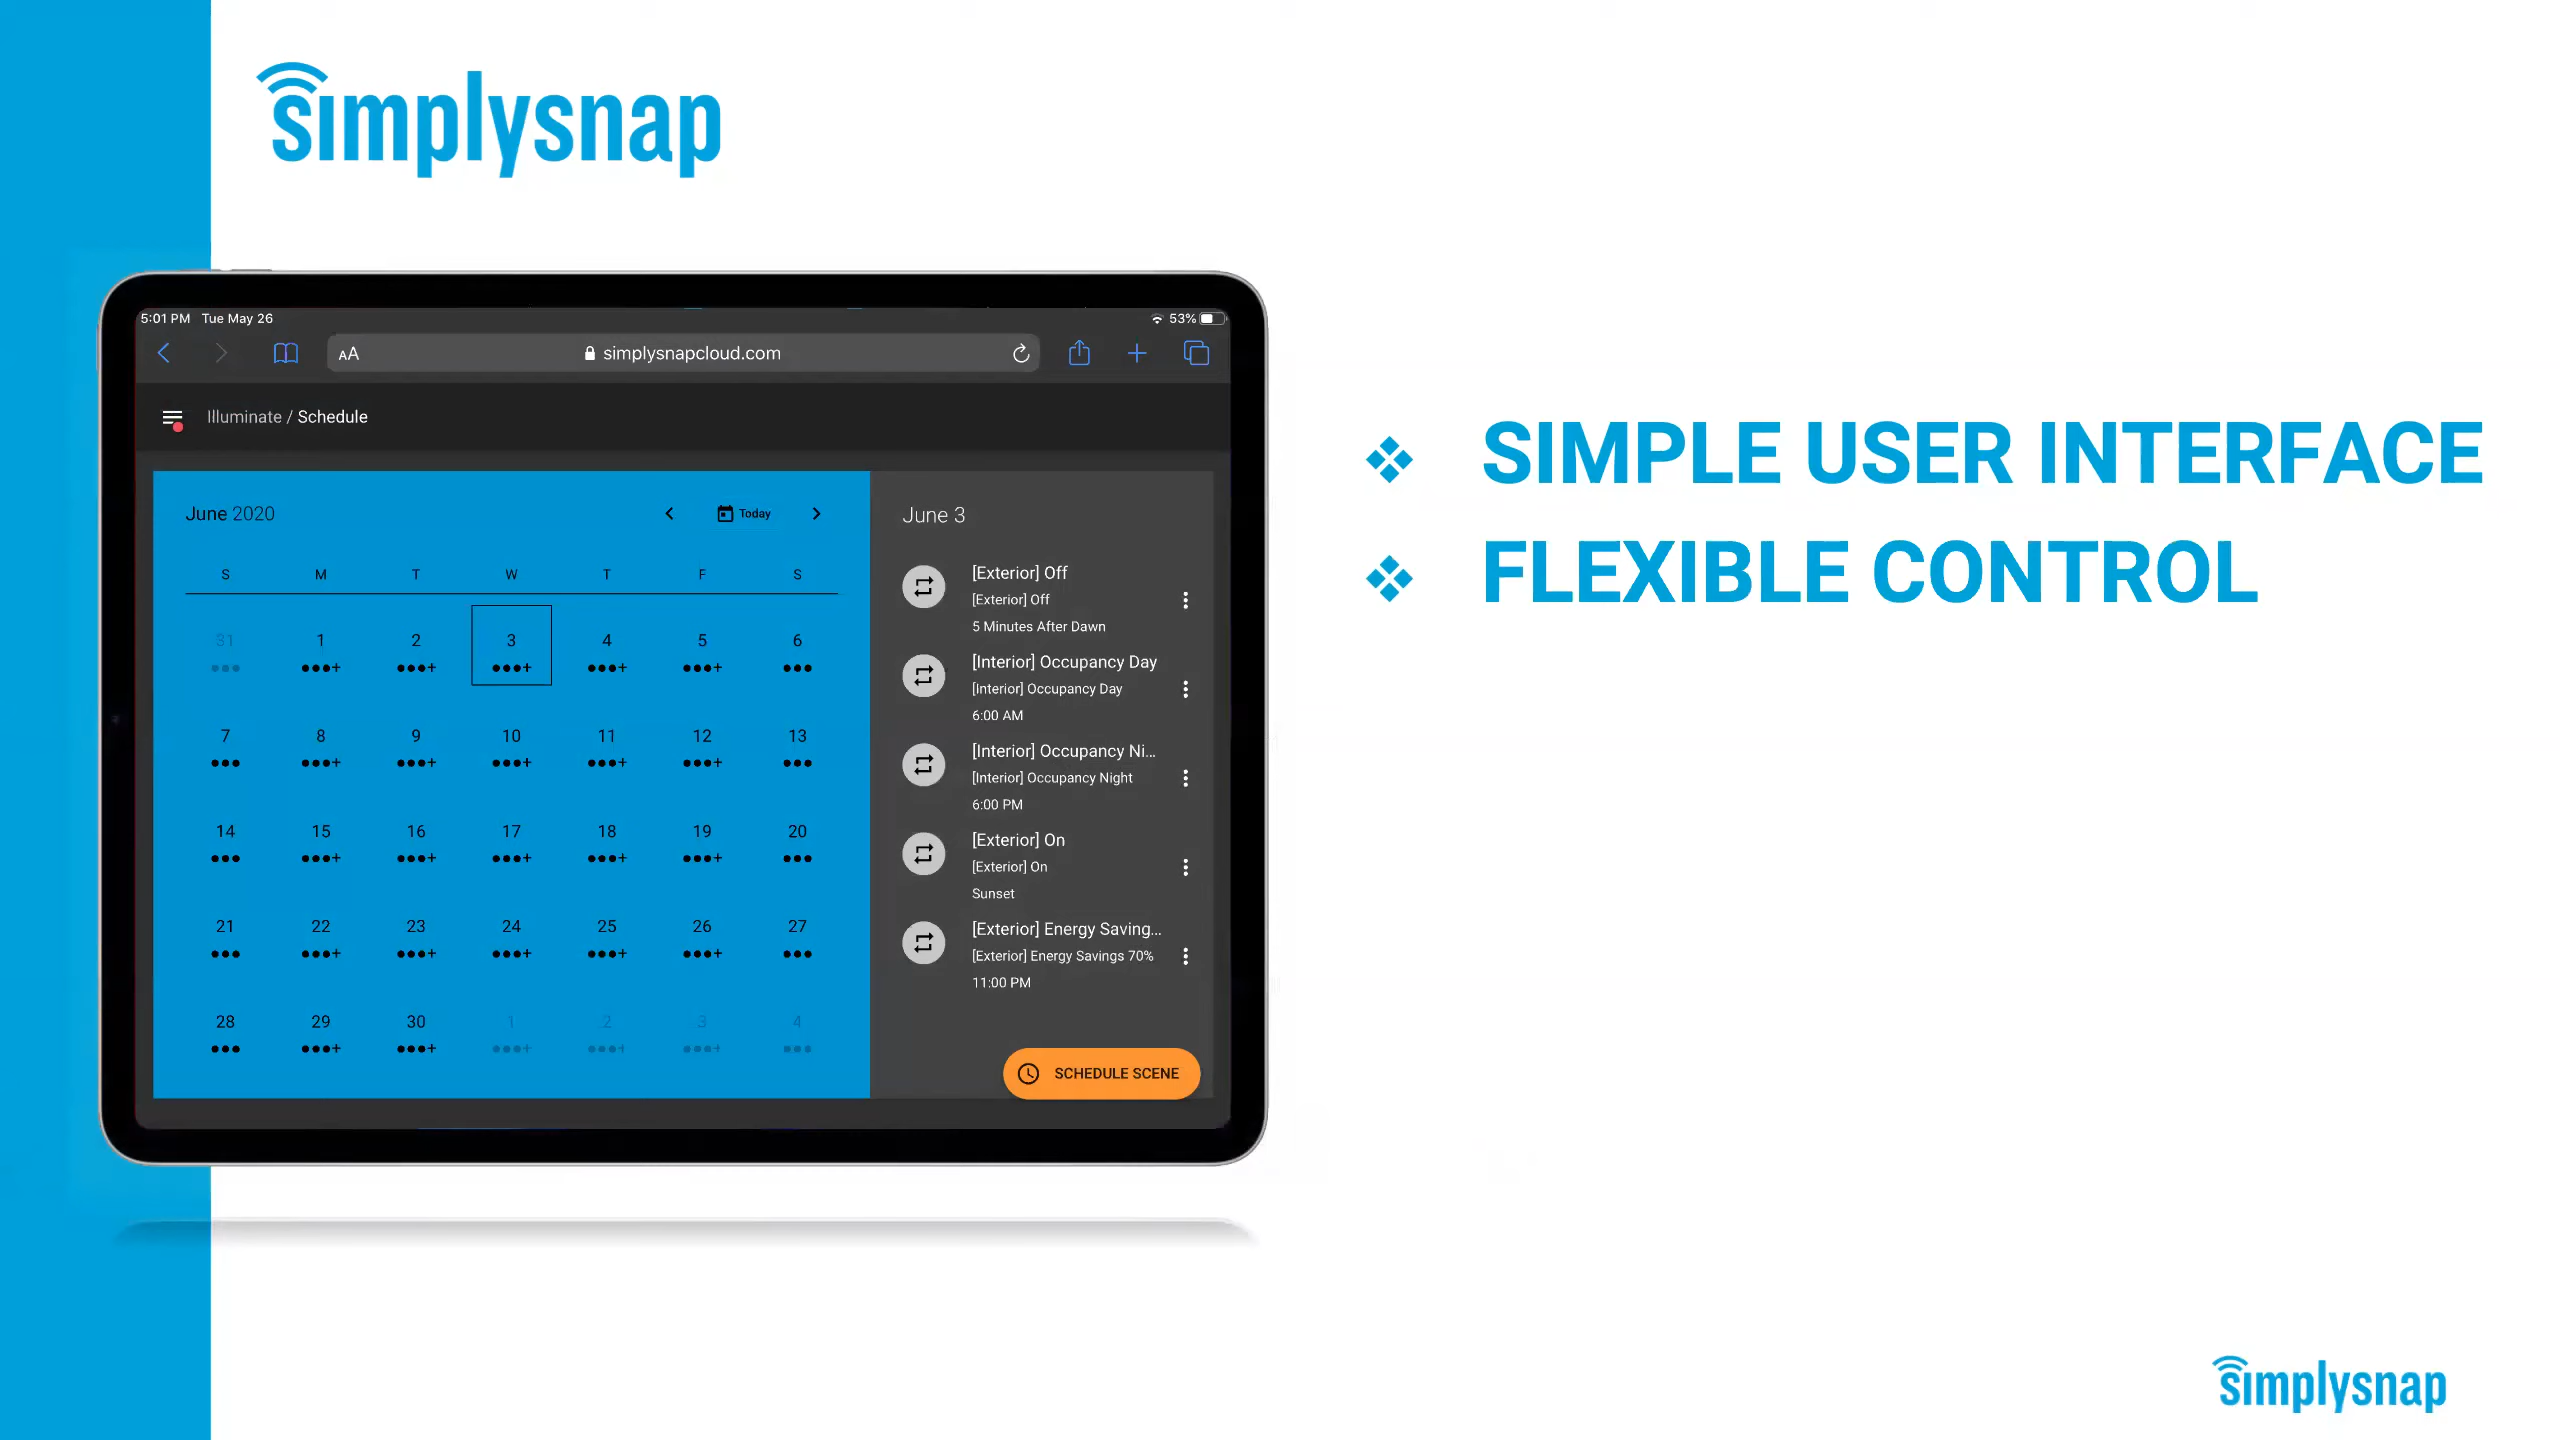 simplysnap
5:01 PM Tue May 26
53%
AA
simplysnapcloud.com
Illuminate / Schedule
June 2020
Today
S M T W T F S
31 1 2 3 4 5 6
7 8 9 10 11 12 13
14 15 16 17 18 19 20
21 22 23 24 25 26 27
28 29 30 1 2 3 4
June 3
[Exterior] Off
[Exterior] Off
5 Minutes After Dawn
[Interior] Occupancy Day
[Interior] Occupancy Day
6:00 AM
[Interior] Occupancy Ni...
[Interior] Occupancy Night
6:00 PM
[Exterior] On
[Exterior] On
Sunset
[Exterior] Energy Saving...
[Exterior] Energy Savings 70%
11:00 PM
SCHEDULE SCENE
❖ SIMPLE USER INTERFACE
❖ FLEXIBLE CONTROL
simplysnap